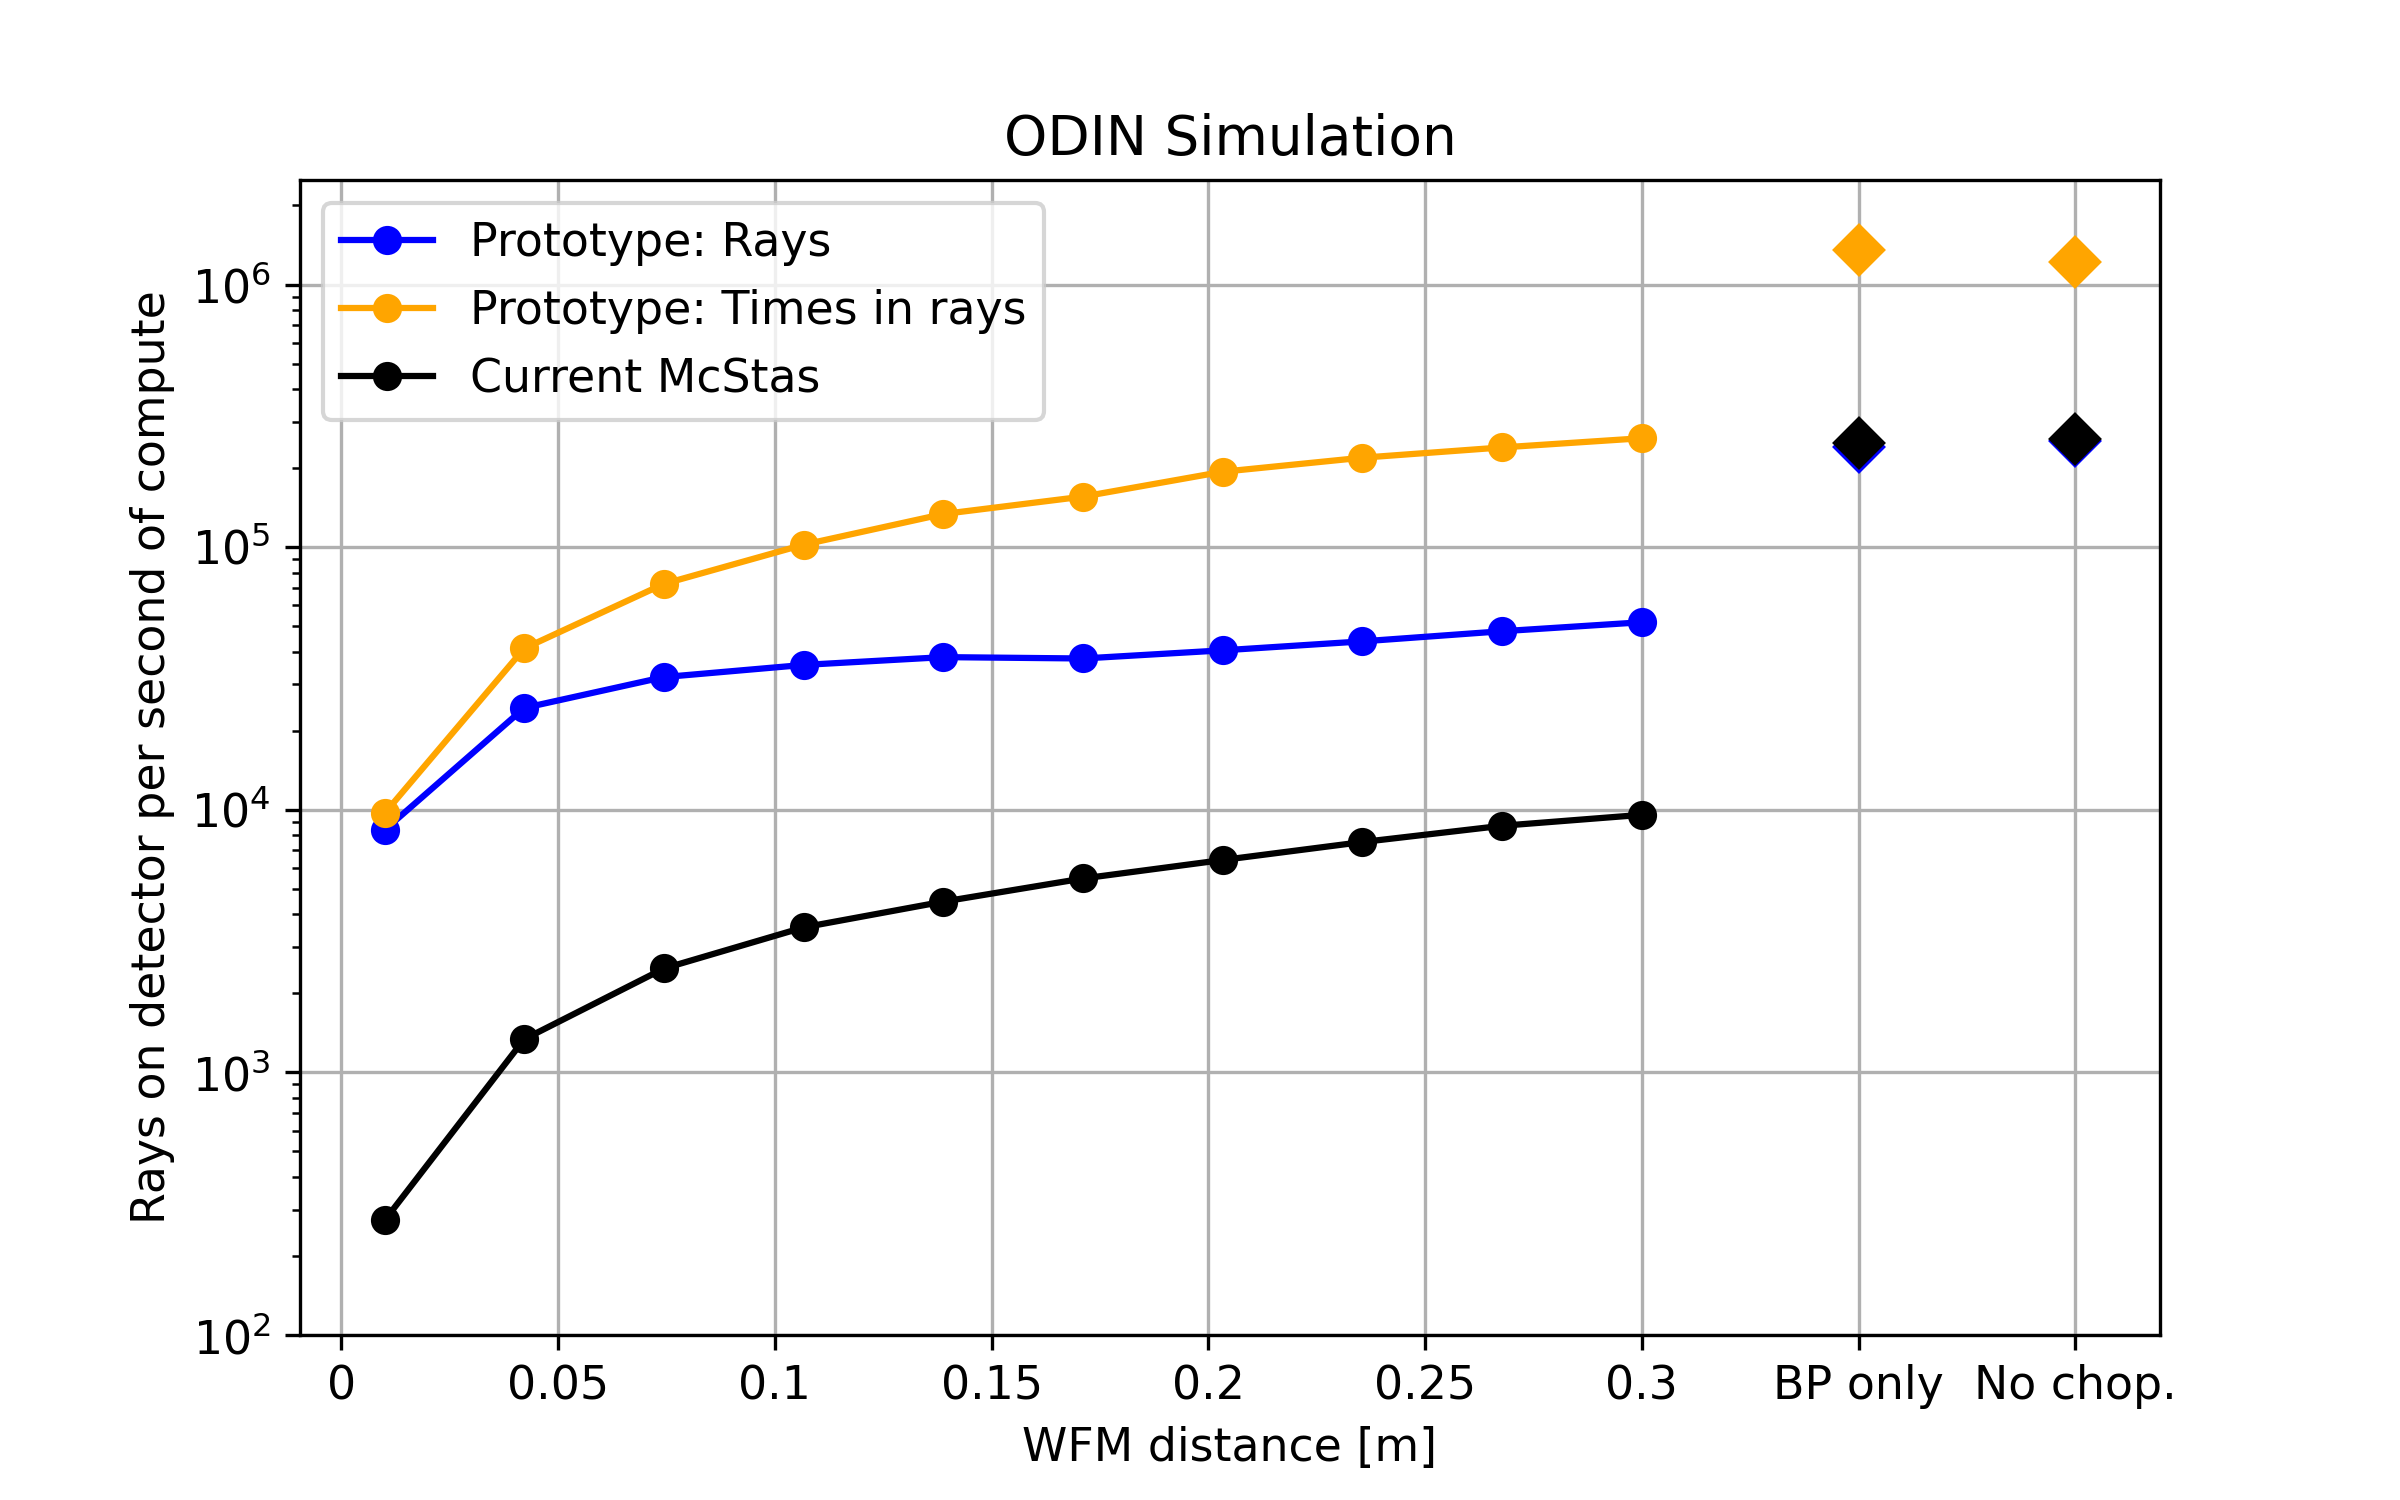 ODIN Simulation
Prototype: Rays
Prototype: Times in rays
Current McStas
Rays on detector per second of compute
10⁶
10⁵
10⁴
10³
10²
0 0.05 0.1 0.15 0.2 0.25 0.3 BP only No chop.
WFM distance [m]